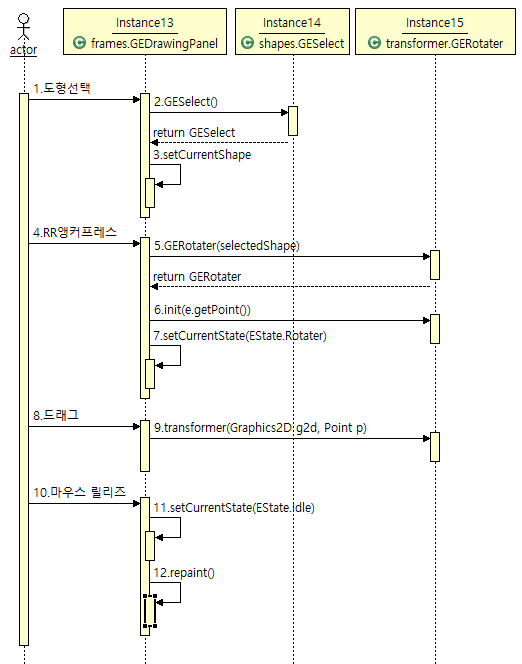 Instance13
Instance14
Instance15
C frames.GEDrawingPanel
C shapes.GESelect
C transformer.GERotater
actor
1.도형선택
2.GESelect()
return GESelect
3.setCurrentShape
4.RR앵커프레스
5.GERotater(selectedShape)
return GERotater
6.init(e.getPoint())
7.setCurrentState(EState.Rotater)
8.드래그
9.transformer(Graphics2D g2d, Point p)
10.마우스 릴리즈
11.setCurrentState(EState.Idle)
12.repaint()